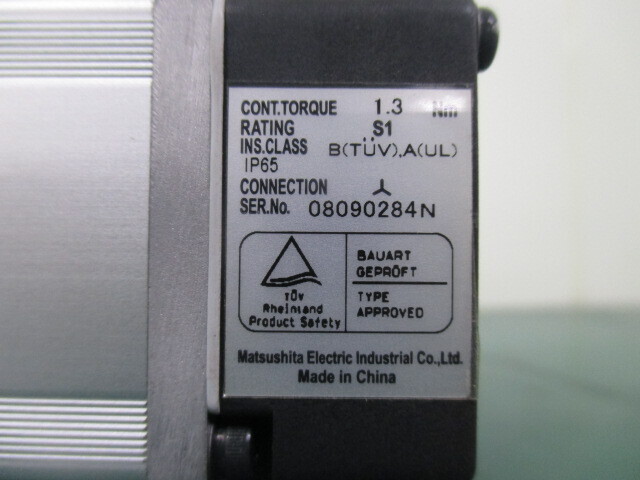 CONT.TORQUE 1.3 Nm
RATING S1
INS.CLASS B(TÜV),A(UL)
IP65
CONNECTION
SER.No. 08090284N
TÜV
Rheinland
Product Safety
BAUART
GEPRÜFT
TYPE
APPROVED
Matsushita Electric Industrial Co.,Ltd.
Made in China